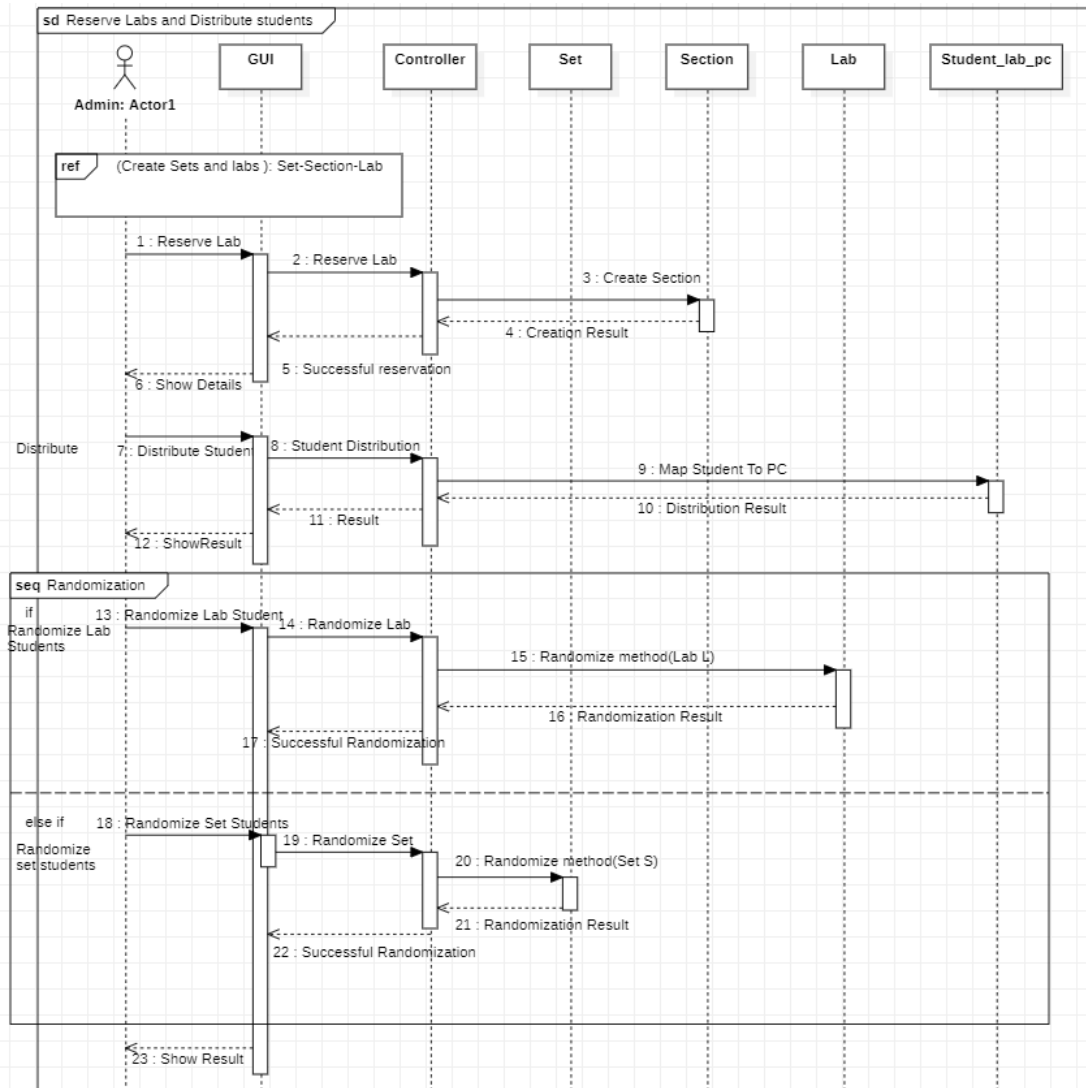 sd Reserve Labs and Distribute students
GUI
Controller
Set
Section
Lab
Student_lab_pc
Admin: Actor1
ref (Create Sets and labs ): Set-Section-Lab
1 : Reserve Lab
2 : Reserve Lab
3 : Create Section
4 : Creation Result
5 : Successful reservation
6 : Show Details
Distribute
7 : Distribute Student
8 : Student Distribution
9 : Map Student To PC
10 : Distribution Result
11 : Result
12 : ShowResult
seq Randomization
if
Randomize Lab
Students
13 : Randomize Lab Student
14 : Randomize Lab
15 : Randomize method(Lab L)
16 : Randomization Result
17 : Successful Randomization
else if
Randomize
set students
18 : Randomize Set Students
19 : Randomize Set
20 : Randomize method(Set S)
21 : Randomization Result
22 : Successful Randomization
23 : Show Result